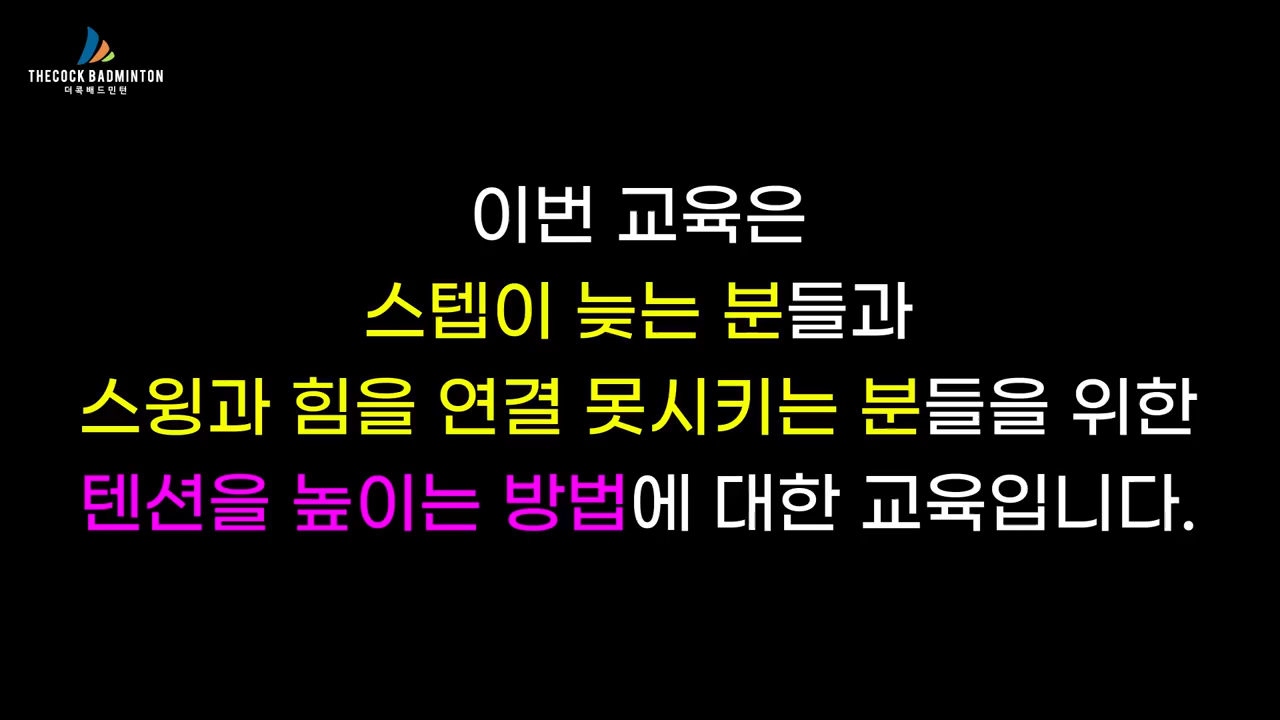 THECOCK BADMINTON
더콕배드민턴
이번 교육은
스텝이 늦는 분들과
스윙과 힘을 연결 못시키는 분들을 위한
텐션을 높이는 방법에 대한 교육입니다.